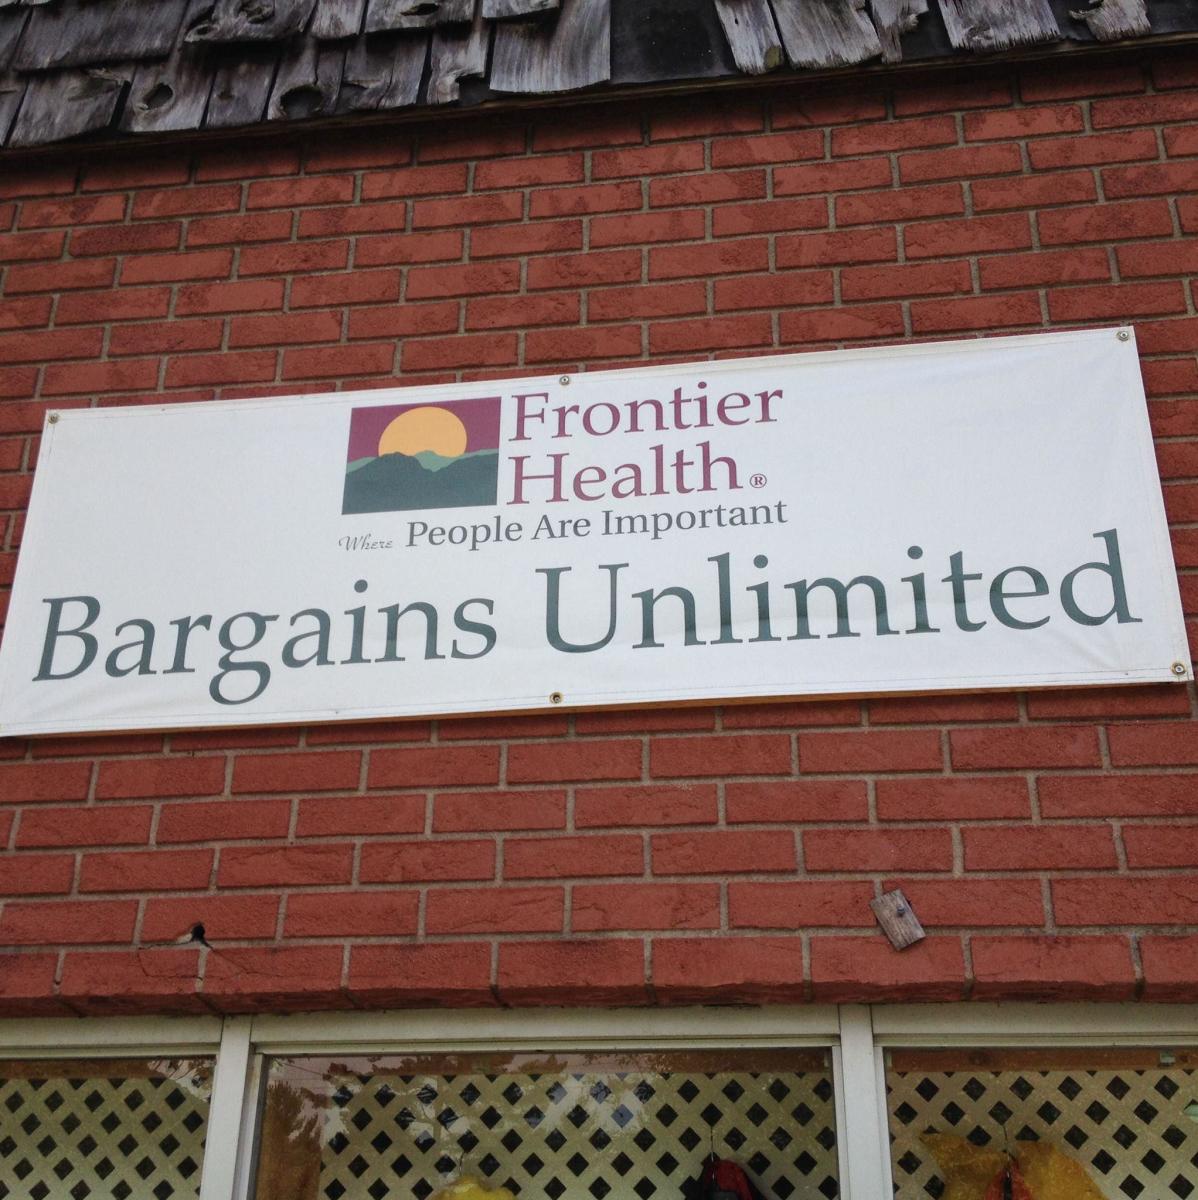 Frontier
Health®
Where People Are Important
Bargains Unlimited